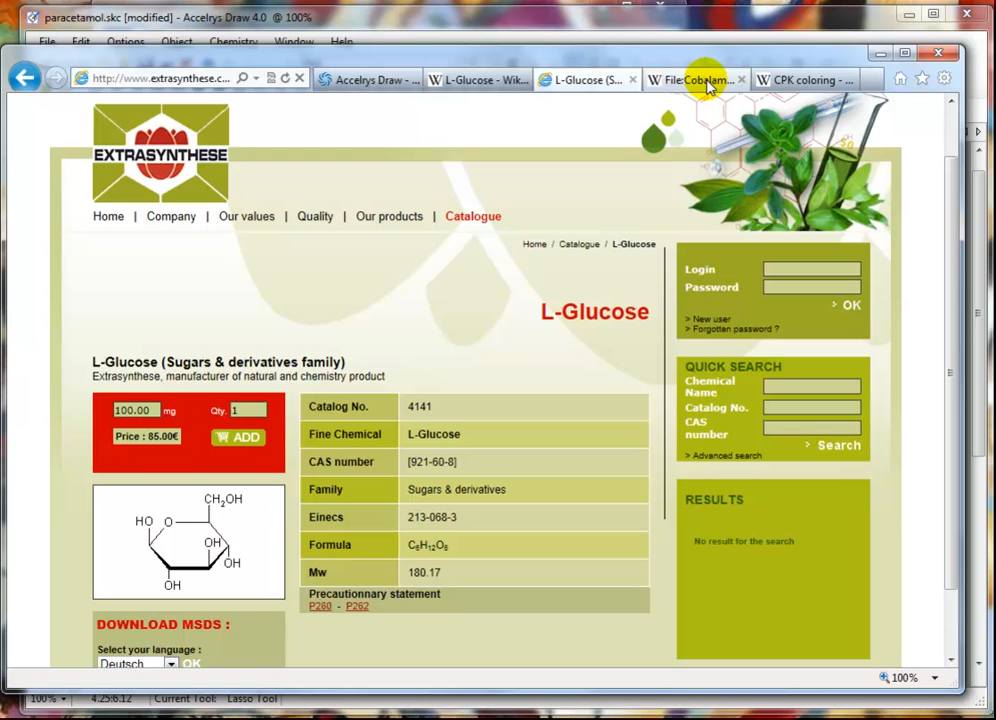 paracetamol.skc [modified] - Accelrys Draw 4.0 @ 100%
File Edit Options Object Chemistry Window Help
http://www.extrasynthese.c...
Accelrys Draw - ...
L-Glucose - Wik...
L-Glucose (S...
File:Cobalam...
CPK coloring - ...
EXTRASYNTHESE
Home | Company | Our values | Quality | Our products | Catalogue
Home / Catalogue / L-Glucose
L-Glucose
L-Glucose (Sugars & derivatives family)
Extrasynthese, manufacturer of natural and chemistry product
100.00 mg Qty. 1
Price : 85.00€ ADD
Catalog No. 4141
Fine Chemical L-Glucose
CAS number [921-60-8]
Family Sugars & derivatives
Einecs 213-068-3
Formula C₆H₁₂O₆
Mw 180.17
Precautionnary statement
P260 - P262
CH₂OH
HO O
OH
OH
OH
DOWNLOAD MSDS :
Select your language :
Deutsch OK
Login
Password
> OK
> New user
> Forgotten password ?
QUICK SEARCH
Chemical
Name
Catalog No.
CAS
number
> Search
> Advanced search
RESULTS
No result for the search
100%
100% 4.25:6.12 Current Tool: Lasso Tool